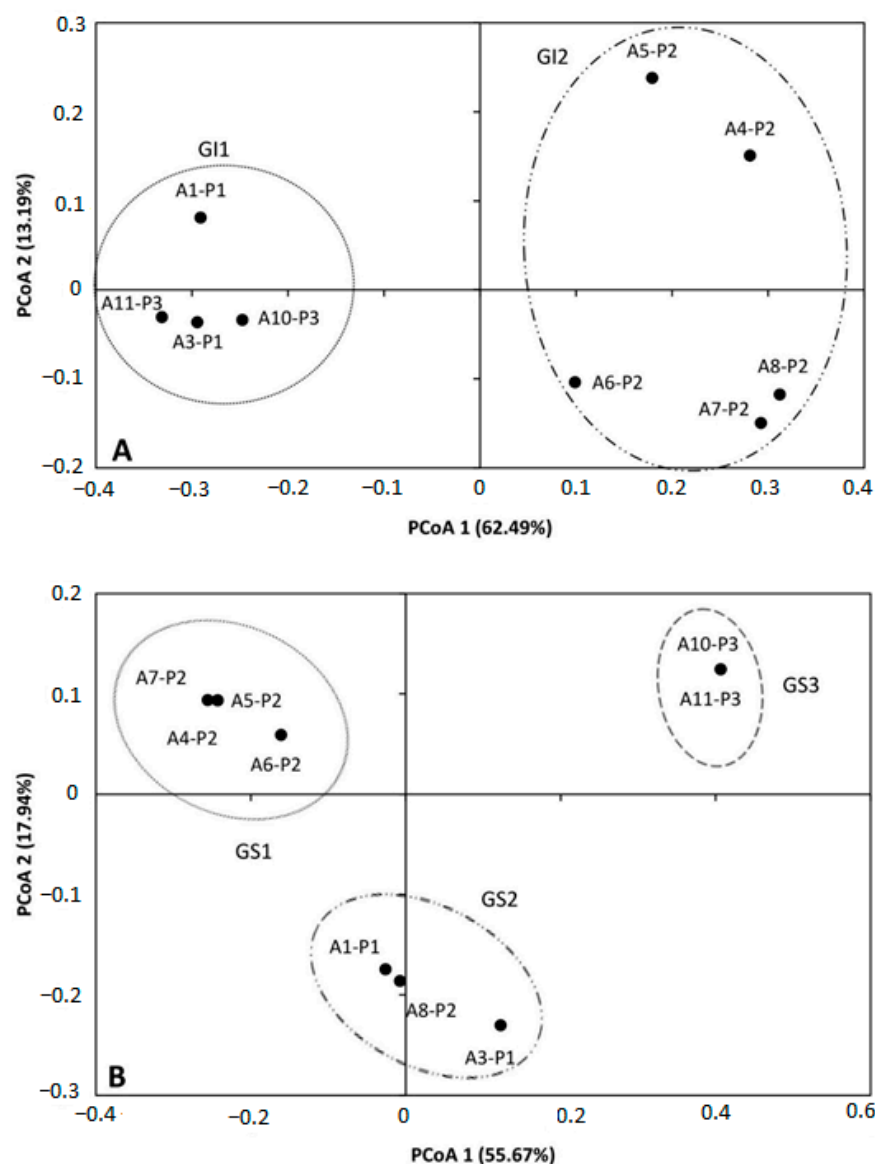 0.3
0.2
0.1
0
−0.1
−0.2
PCoA 2 (13.19%)
GI1
A1-P1
A11-P3
A3-P1
A10-P3
GI2
A5-P2
A4-P2
A6-P2
A8-P2
A7-P2
A
−0.4
−0.3
−0.2
−0.1
0
0.1
0.2
0.3
0.4
PCoA 1 (62.49%)
0.2
0.1
0
−0.1
−0.2
−0.3
PCoA 2 (17.94%)
A7-P2
A5-P2
A4-P2
A6-P2
GS1
A10-P3
A11-P3
GS3
GS2
A1-P1
A8-P2
A3-P1
B
−0.4
−0.2
0
0.2
0.4
0.6
PCoA 1 (55.67%)